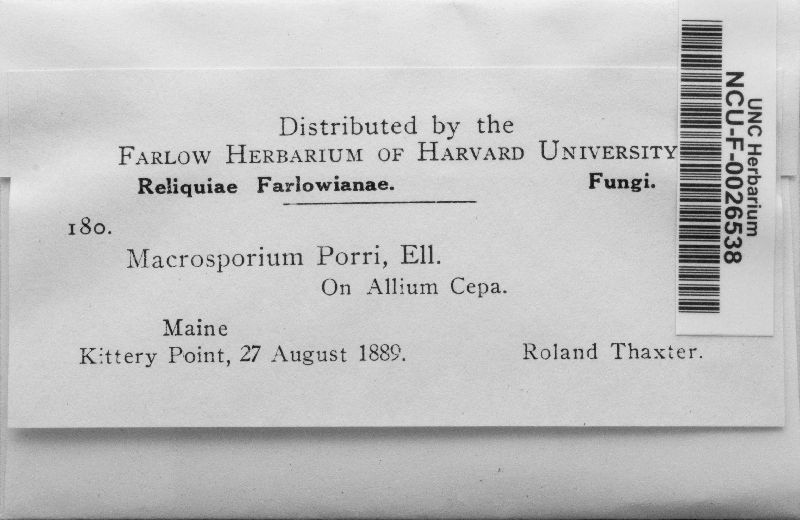 Distributed by the
FARLOW HERBARIUM OF HARVARD UNIVERSITY
Reliquiae Farlowianae. Fungi.
180.
Macrosporium Porri, Ell.
On Allium Cepa.
Maine
Kittery Point, 27 August 1889. Roland Thaxter.
UNC Herbarium
NCU-F-0026538